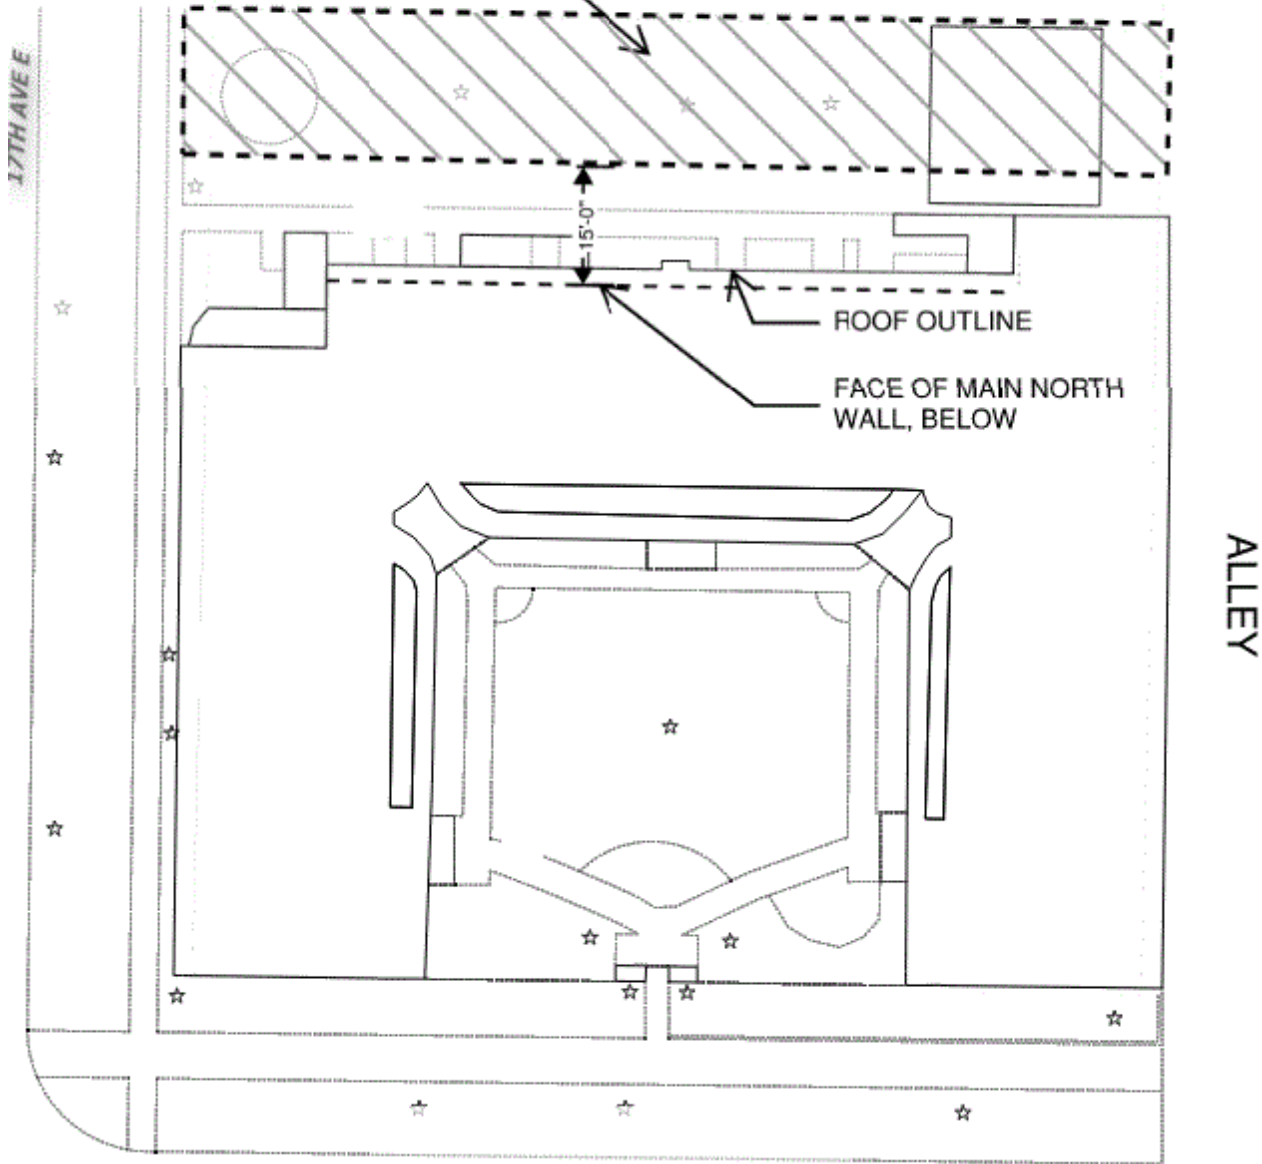 17TH AVE E
15'-0"
ROOF OUTLINE
FACE OF MAIN NORTH
WALL, BELOW
ALLEY